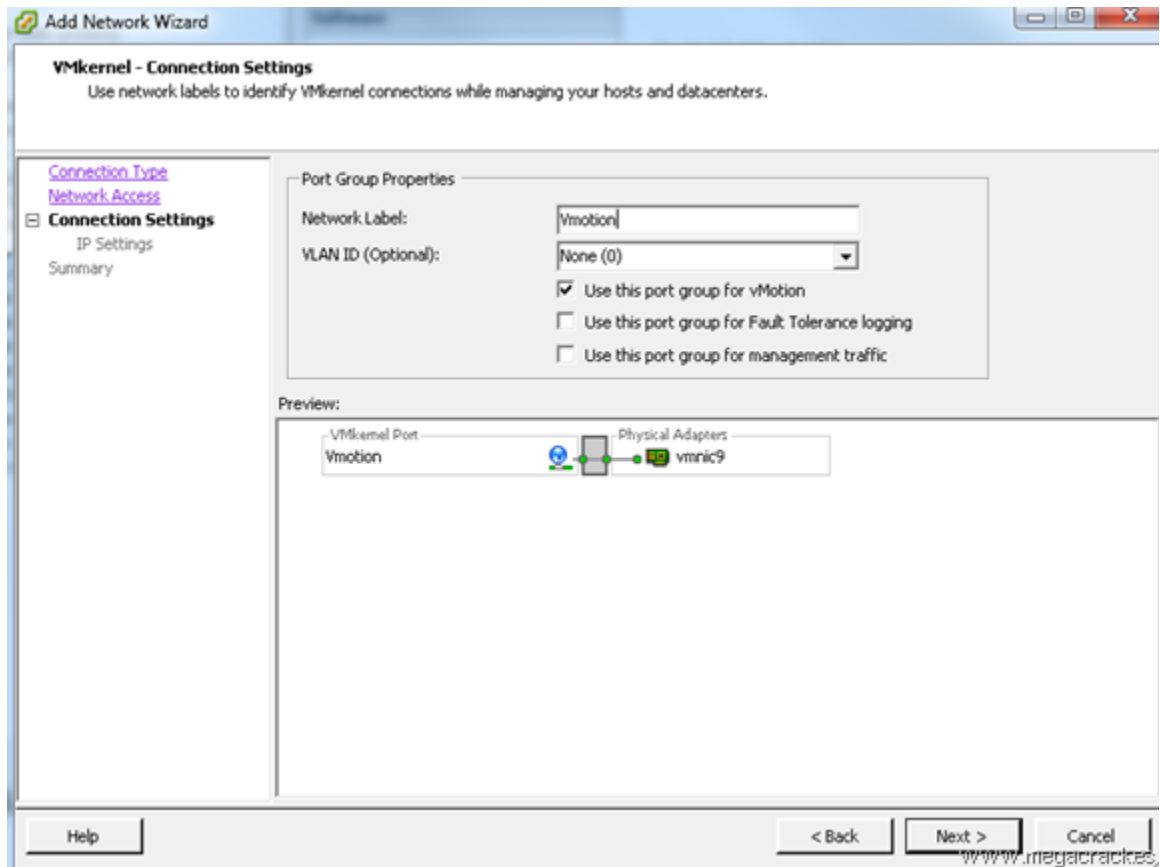 Add Network Wizard
VMkernel - Connection Settings
Use network labels to identify VMkernel connections while managing your hosts and datacenters.
Connection Type
Network Access
Connection Settings
IP Settings
Summary
Port Group Properties
Network Label:
Vmotion
VLAN ID (Optional):
None (0)
Use this port group for vMotion
Use this port group for Fault Tolerance logging
Use this port group for management traffic
Preview:
VMkernel Port
Vmotion
Physical Adapters
vmnic9
Help
< Back
Next >
Cancel
www.megacrack.es